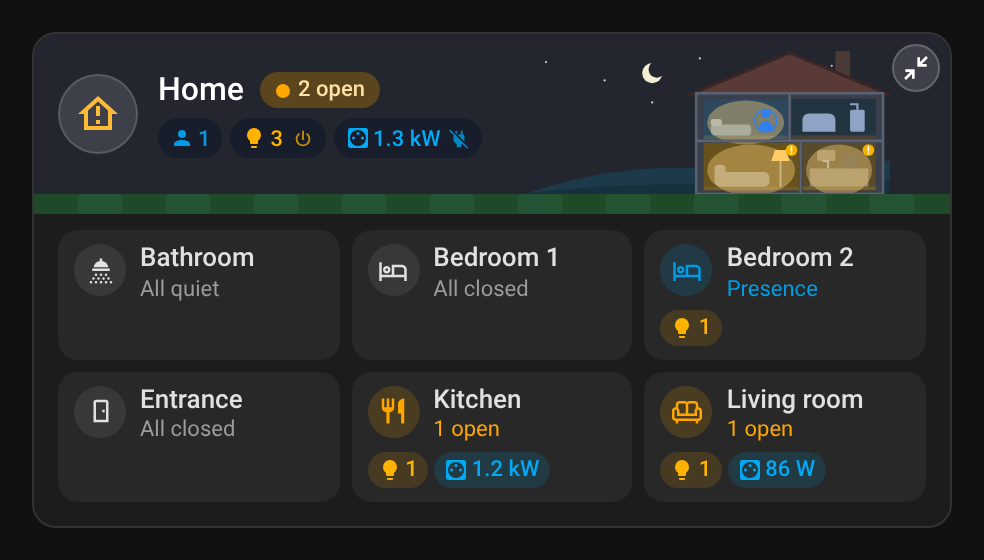 Home
2 open
1
3
1.3 kW
Bathroom
All quiet
Bedroom 1
All closed
Bedroom 2
Presence
1
Entrance
All closed
Kitchen
1 open
1
1.2 kW
Living room
1 open
1
86 W